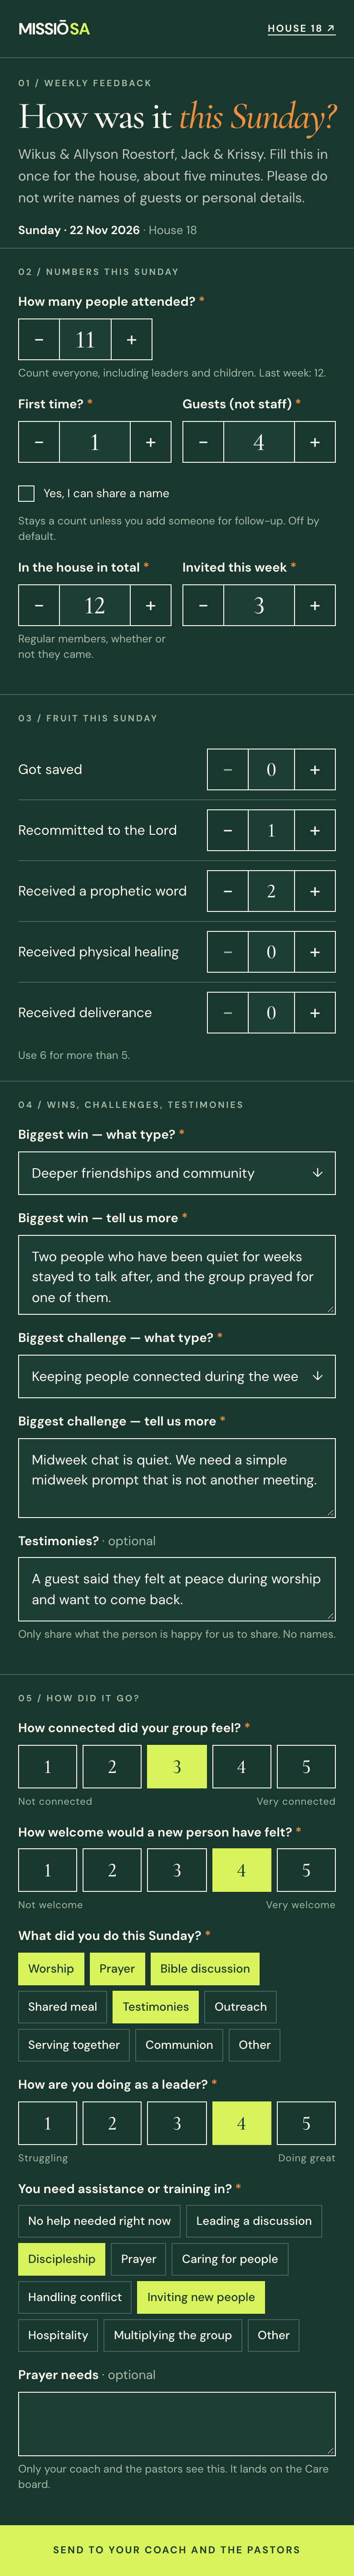 MISSIŌSA
HOUSE 18 ↗
01 / WEEKLY FEEDBACK
How was it this Sunday?
Wikus & Allyson Roestorf, Jack & Krissy. Fill this in
once for the house, about five minutes. Please do
not write names of guests or personal details.
Sunday · 22 Nov 2026 · House 18
02 / NUMBERS THIS SUNDAY
How many people attended? *
− 11 +
Count everyone, including leaders and children. Last week: 12.
First time? * Guests (not staff) *
− 1 + − 4 +
Yes, I can share a name
Stays a count unless you add someone for follow-up. Off by
default.
In the house in total * Invited this week *
− 12 + − 3 +
Regular members, whether or
not they came.
03 / FRUIT THIS SUNDAY
Got saved − 0 +
Recommitted to the Lord − 1 +
Received a prophetic word − 2 +
Received physical healing − 0 +
Received deliverance − 0 +
Use 6 for more than 5.
04 / WINS, CHALLENGES, TESTIMONIES
Biggest win — what type? *
Deeper friendships and community ↓
Biggest win — tell us more *
Two people who have been quiet for weeks
stayed to talk after, and the group prayed for
one of them.
Biggest challenge — what type? *
Keeping people connected during the wee ↓
Biggest challenge — tell us more *
Midweek chat is quiet. We need a simple
midweek prompt that is not another meeting.
Testimonies? · optional
A guest said they felt at peace during worship
and want to come back.
Only share what the person is happy for us to share. No names.
05 / HOW DID IT GO?
How connected did your group feel? *
1 2 3 4 5
Not connected Very connected
How welcome would a new person have felt? *
1 2 3 4 5
Not welcome Very welcome
What did you do this Sunday? *
Worship Prayer Bible discussion
Shared meal Testimonies Outreach
Serving together Communion Other
How are you doing as a leader? *
1 2 3 4 5
Struggling Doing great
You need assistance or training in? *
No help needed right now Leading a discussion
Discipleship Prayer Caring for people
Handling conflict Inviting new people
Hospitality Multiplying the group Other
Prayer needs · optional
Only your coach and the pastors see this. It lands on the Care
board.
SEND TO YOUR COACH AND THE PASTORS